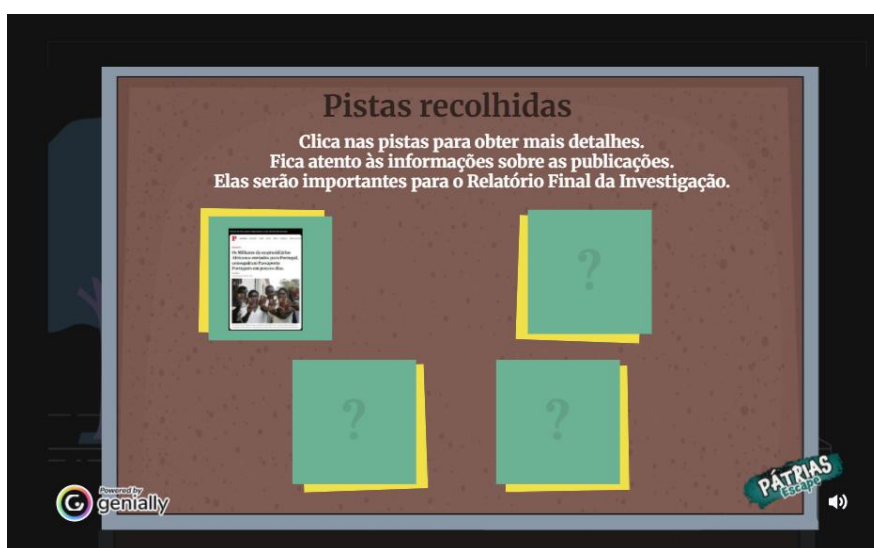 Pistas recolhidas
Clica nas pistas para obter mais detalhes.
Fica atento às informações sobre as publicações.
Elas serão importantes para o Relatório Final da Investigação.
?
? ?
Powered by
genially
PÁTRIAS
Escape